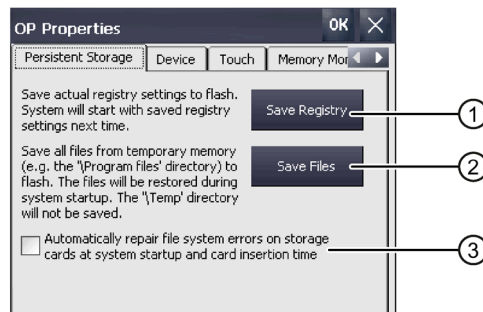 OP Properties OK
Persistent Storage Device Touch Memory Mor
Save actual registry settings to flash.
System will start with saved registry
settings next time.
Save Registry
1
Save all files from temporary memory
(e.g. the '\Program files' directory) to
flash. The files will be restored during
system startup. The '\Temp' directory
will not be saved.
Save Files
2
Automatically repair file system errors on storage
cards at system startup and card insertion time
3